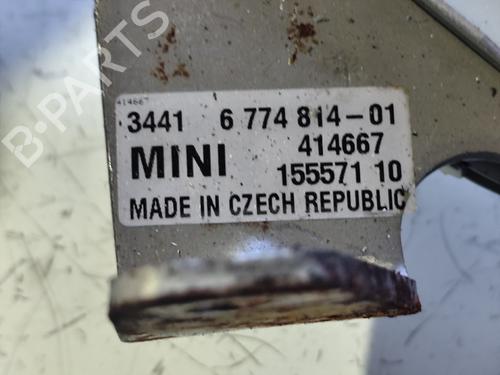 B-PARTS
414667
3441 6 774 814-01
MINI 414667
155571 10
MADE IN CZECH REPUBLIC